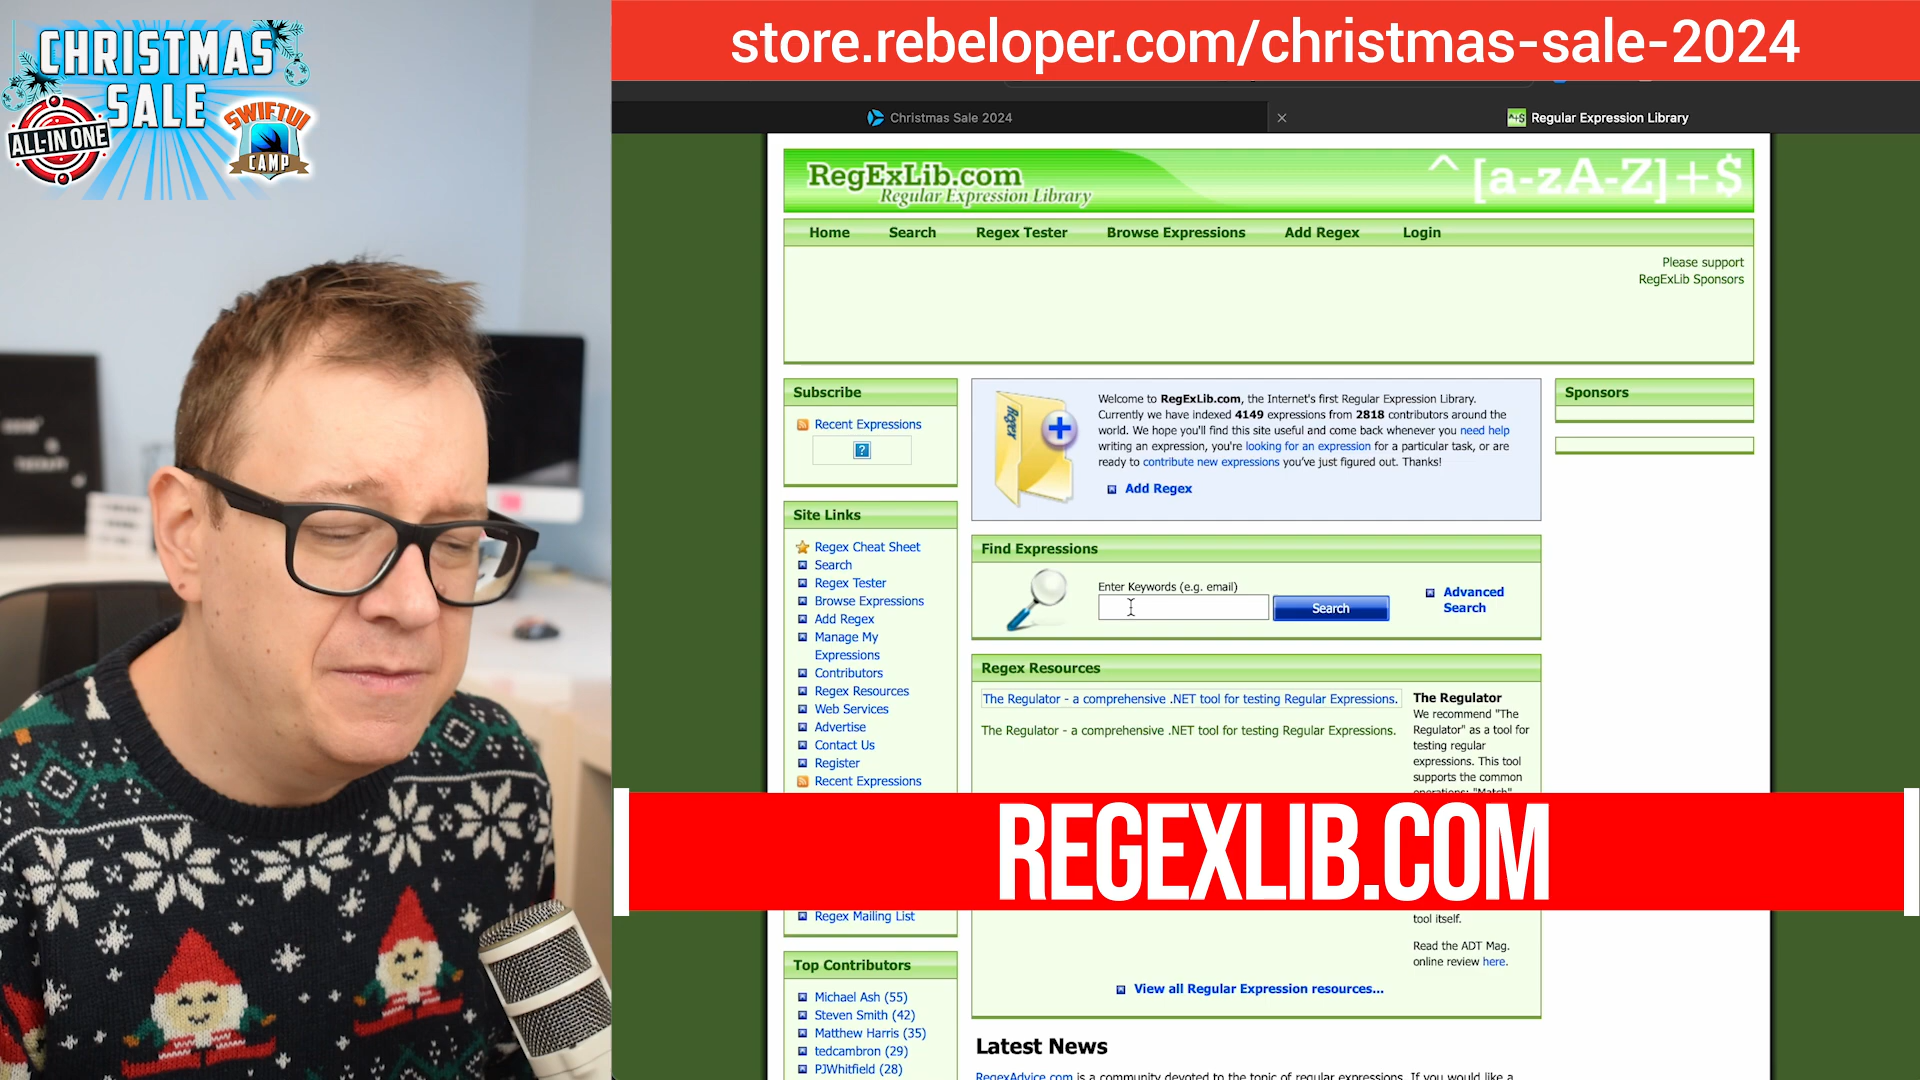 CHRISTMAS
SALE
ALL-IN ONE
SWIFTUI
CAMP
store.rebeloper.com/christmas-sale-2024
Christmas Sale 2024
Regular Expression Library
RegExLib.com
Regular Expression Library
^[a-zA-Z]+$
Home
Search
Regex Tester
Browse Expressions
Add Regex
Login
Please support
RegExLib Sponsors
Subscribe
Recent Expressions
?
Site Links
Regex Cheat Sheet
Search
Regex Tester
Browse Expressions
Add Regex
Manage My
Expressions
Contributors
Regex Resources
Web Services
Advertise
Contact Us
Register
Recent Expressions
Regex Mailing List
Top Contributors
Michael Ash (55)
Steven Smith (42)
Matthew Harris (35)
tedcambron (29)
PJWhitfield (28)
Regex
Welcome to RegExLib.com, the Internet's first Regular Expression Library.
Currently we have indexed 4149 expressions from 2818 contributors around the
world. We hope you'll find this site useful and come back whenever you need help
writing an expression, you're looking for an expression for a particular task, or are
ready to contribute new expressions you've just figured out. Thanks!
Add Regex
Find Expressions
Enter Keywords (e.g. email)
Search
Advanced
Search
Regex Resources
The Regulator - a comprehensive .NET tool for testing Regular Expressions.
The Regulator - a comprehensive .NET tool for testing Regular Expressions.
The Regulator
We recommend "The
Regulator" as a tool for
testing regular
expressions. This tool
supports the common
operations: "Match"
REGEXLIB.COM
tool itself.
Read the ADT Mag.
online review here.
View all Regular Expression resources...
Latest News
RegexAdvice.com is a community devoted to the topic of regular expressions. If you would like a
Sponsors